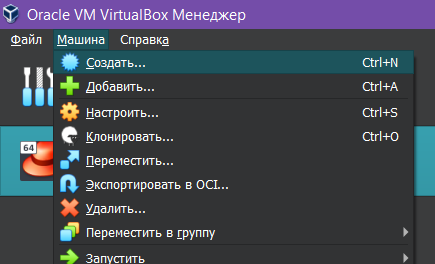 Oracle VM VirtualBox Менеджер
Файл Машина Справка
Создать... Ctrl+N
Добавить... Ctrl+A
Настроить... Ctrl+S
Клонировать... Ctrl+O
Переместить...
Экспортировать в OCI...
Удалить...
Переместить в группу
64
Запустить